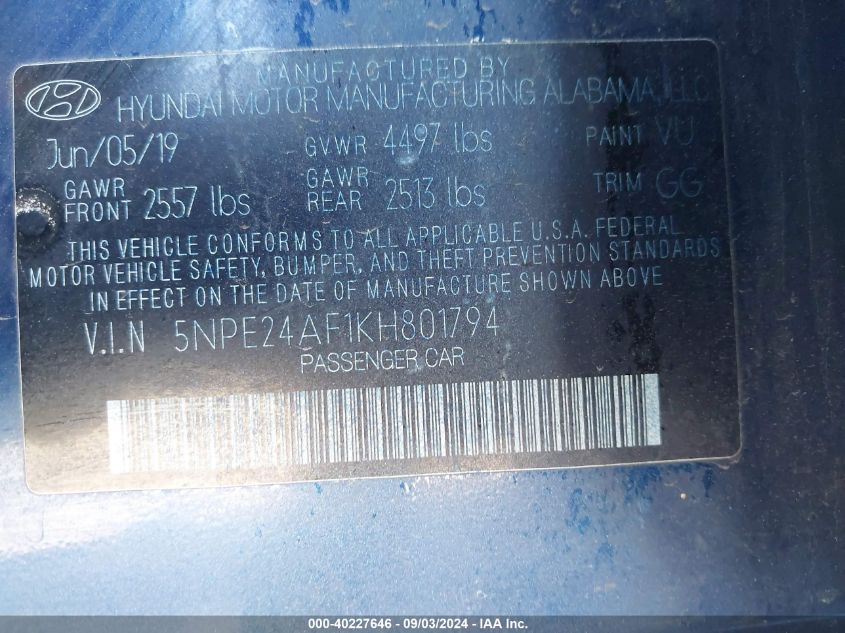 MANUFACTURED BY
HYUNDAI MOTOR MANUFACTURING ALABAMA, LLC
Jun/05/19 GVWR 4497 lbs PAINT VU
GAWR FRONT 2557 lbs GAWR REAR 2513 lbs TRIM GG
THIS VEHICLE CONFORMS TO ALL APPLICABLE U.S.A. FEDERAL
MOTOR VEHICLE SAFETY, BUMPER, AND THEFT PREVENTION STANDARDS
IN EFFECT ON THE DATE OF MANUFACTURE SHOWN ABOVE
V.I.N 5NPE24AF1KH801794
PASSENGER CAR
000-40227646 - 09/03/2024 - IAA Inc.